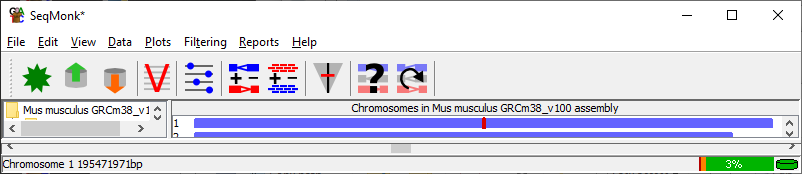 SeqMonk*
File Edit View Data Plots Filtering Reports Help
Mus musculus GRCm38_v1
Chromosomes in Mus musculus GRCm38_v100 assembly
1
Chromosome 1 195471971bp
3%